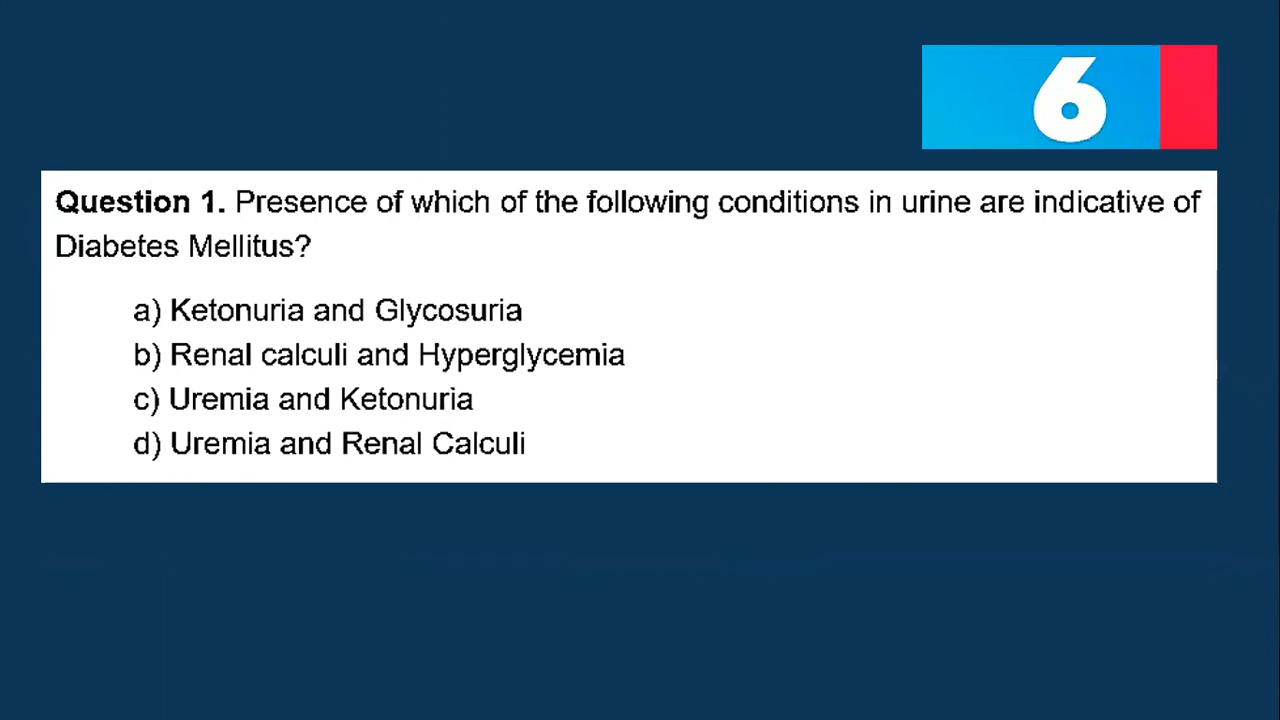 6
Question 1. Presence of which of the following conditions in urine are indicative of
Diabetes Mellitus?
a) Ketonuria and Glycosuria
b) Renal calculi and Hyperglycemia
c) Uremia and Ketonuria
d) Uremia and Renal Calculi